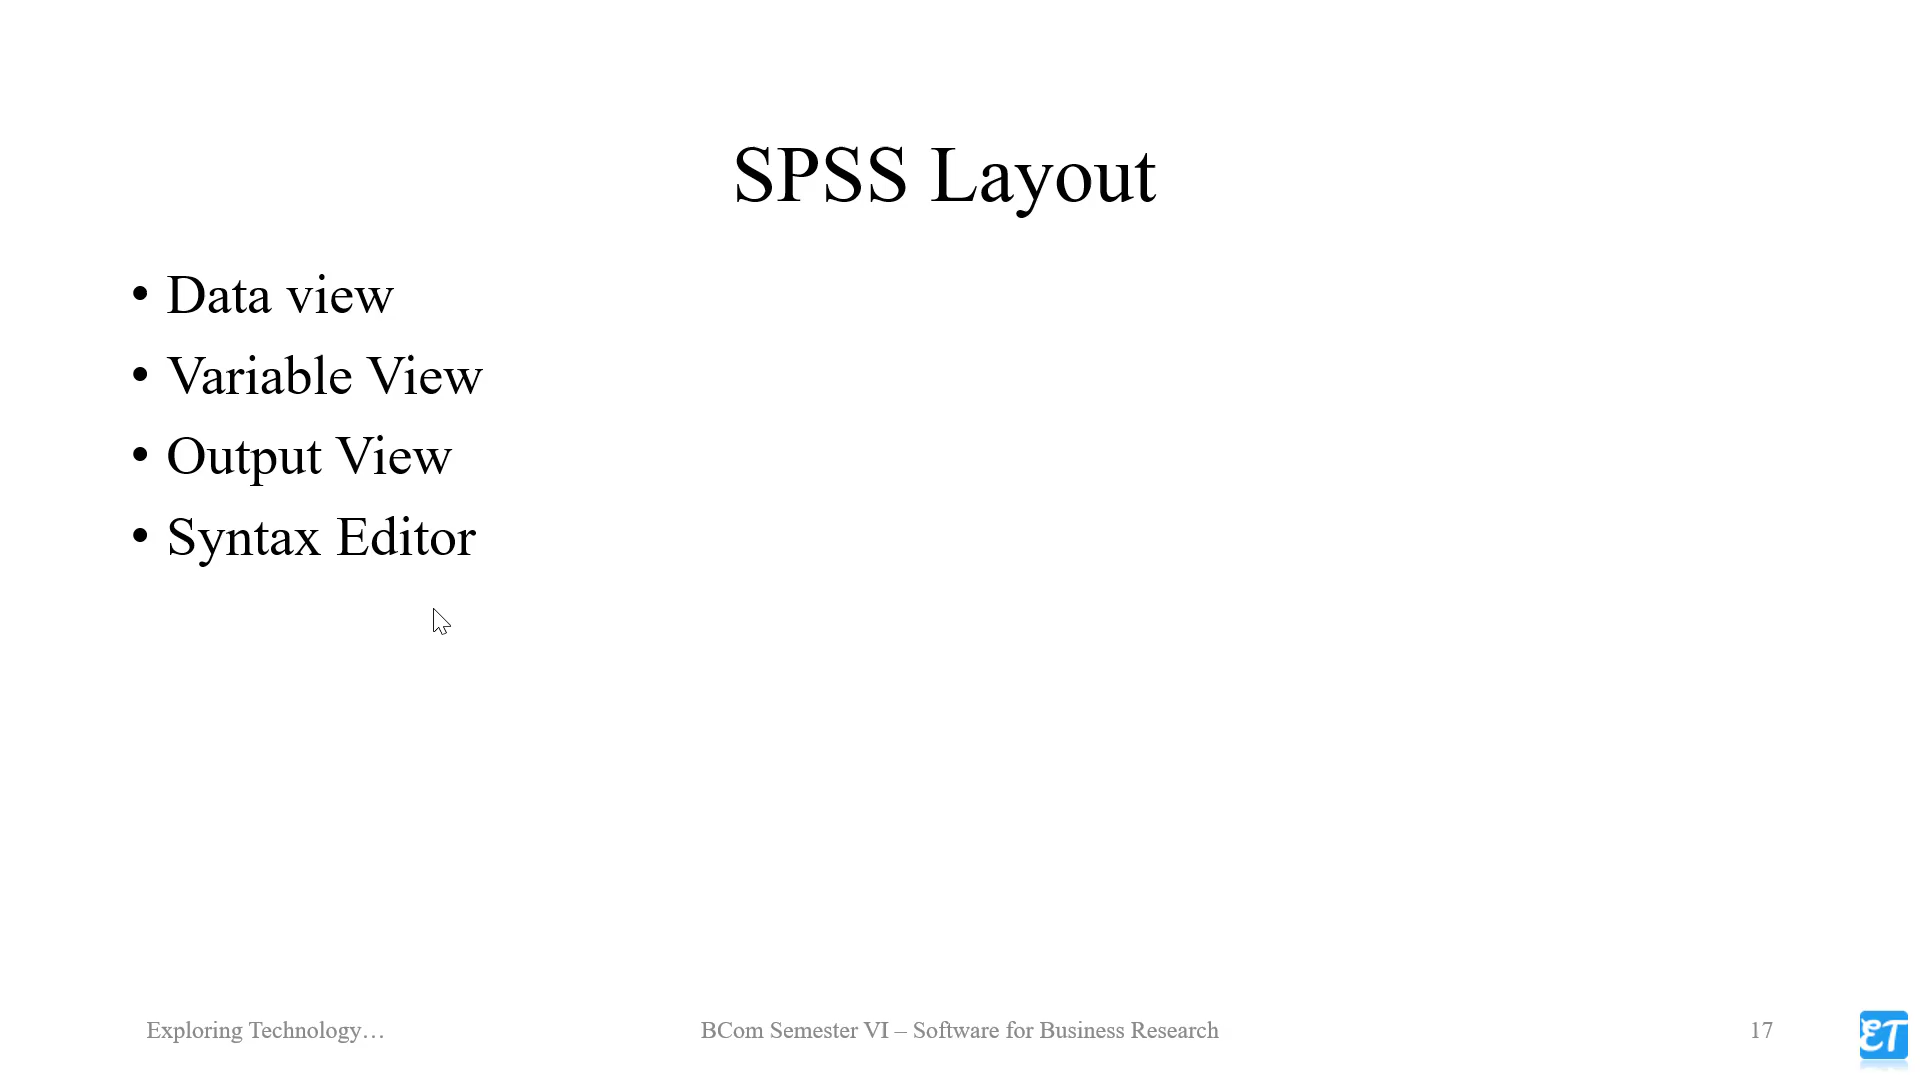 SPSS Layout
• Data view
• Variable View
• Output View
• Syntax Editor
Exploring Technology…
BCom Semester VI – Software for Business Research
17
ET